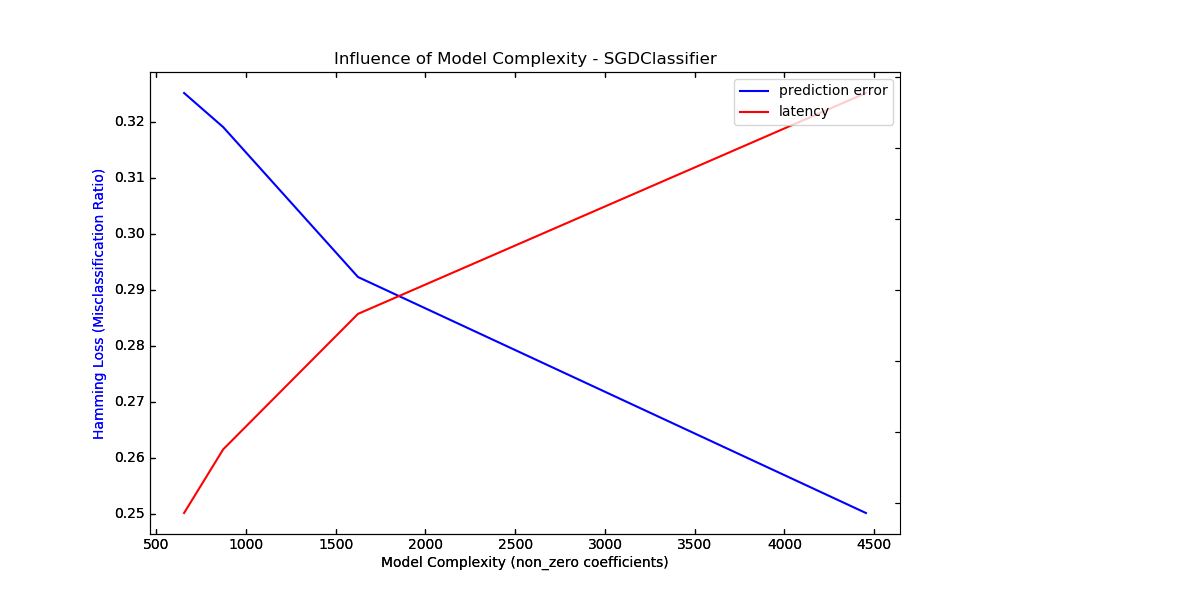 Influence of Model Complexity - SGDClassifier
prediction error
latency
0.32
0.31
0.30
0.29
0.28
0.27
0.26
0.25
Hamming Loss (Misclassification Ratio)
500 1000 1500 2000 2500 3000 3500 4000 4500
Model Complexity (non_zero coefficients)